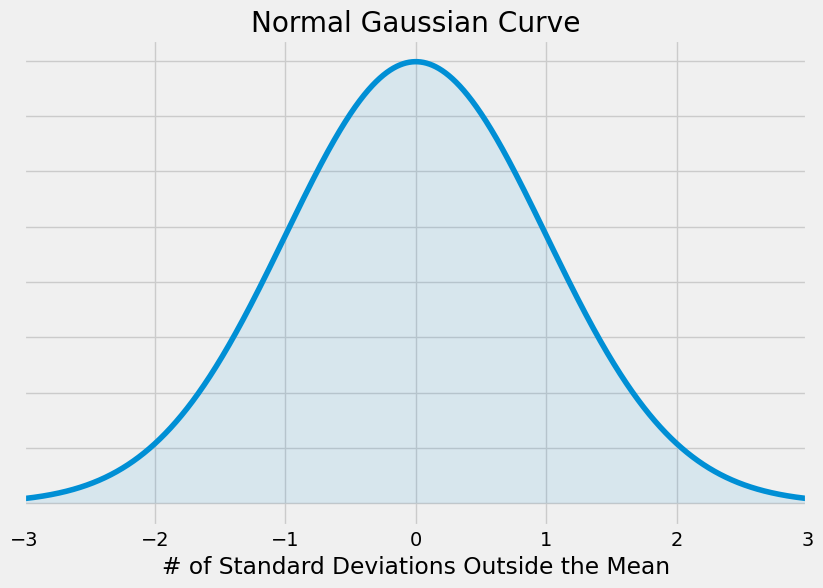 Normal Gaussian Curve
−3 −2 −1 0 1 2 3
# of Standard Deviations Outside the Mean